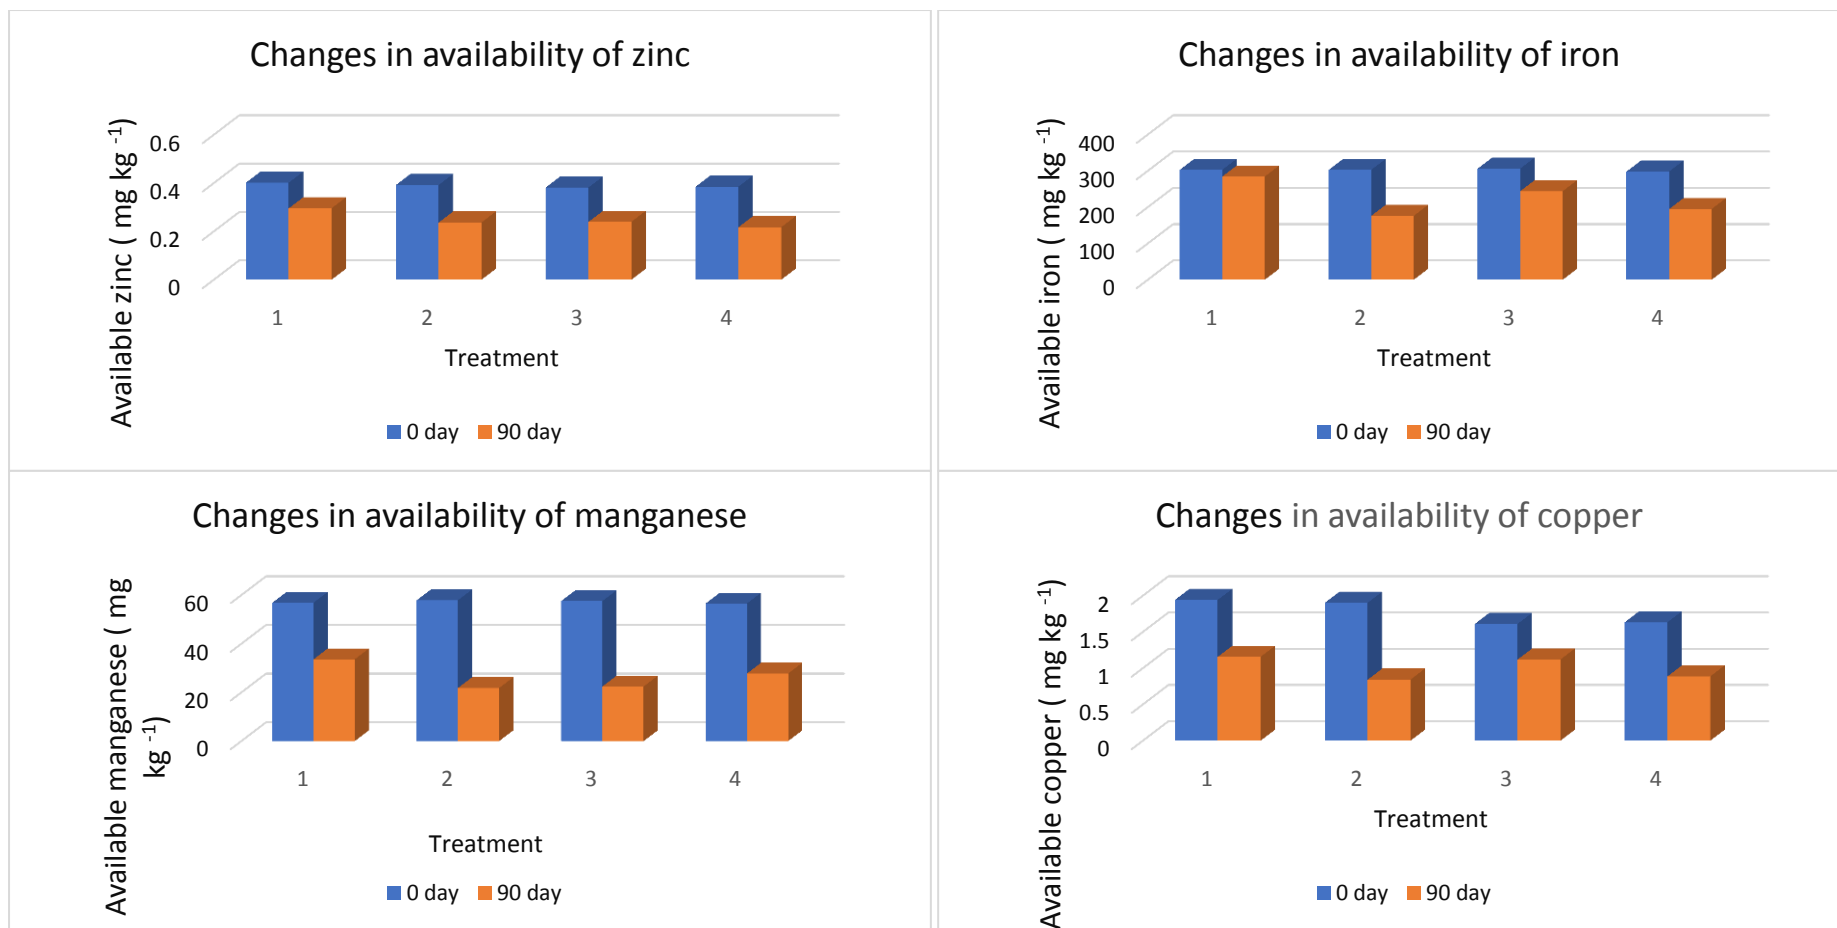 Changes in availability of zinc
Available zinc ( mg kg -1)
0.6
0.4
0.2
0
1 2 3 4
Treatment
0 day 90 day
Changes in availability of iron
Available iron ( mg kg -1)
400
300
200
100
0
1 2 3 4
Treatment
0 day 90 day
Changes in availability of manganese
Available manganese ( mg
kg -1)
60
40
20
0
1 2 3 4
Treatment
0 day 90 day
Changes in availability of copper
Available copper ( mg kg -1)
2
1.5
1
0.5
0
1 2 3 4
Treatment
0 day 90 day